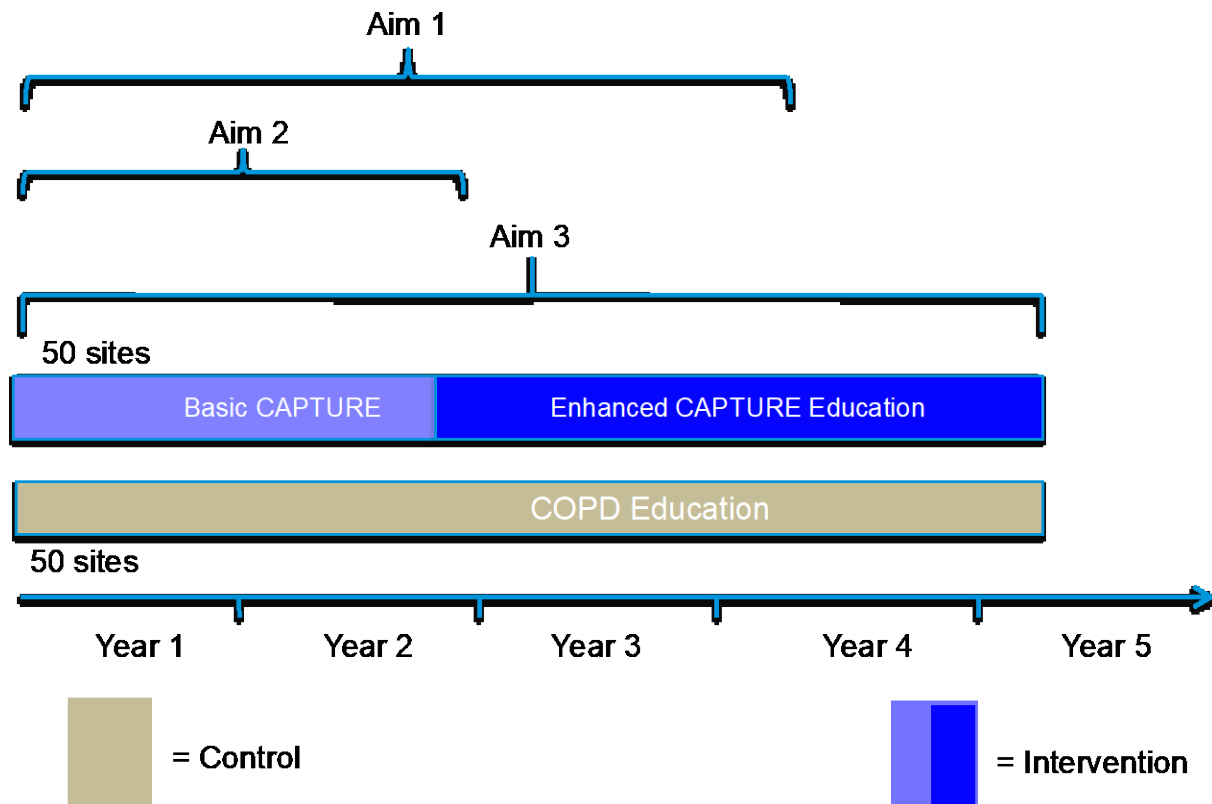 Aim 1
Aim 2
Aim 3
50 sites
Basic CAPTURE
Enhanced CAPTURE Education
COPD Education
50 sites
Year 1
Year 2
Year 3
Year 4
Year 5
= Control
= Intervention